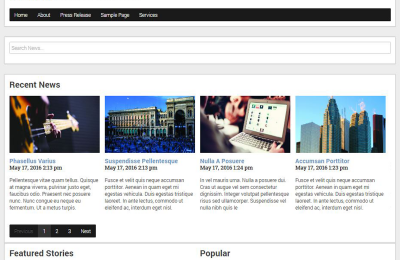 Home About Press Release Sample Page Services
Search News...
Recent News
Phasellus Varius
May 17, 2016 2:13 pm
Pellentesque vitae quam tellus. Quisque
at magna viverra, pulvinar justo eget,
faucibus odio. Praesent nec posuere
nunc. Nunc congue eu neque eu
fermentum. Ut a metus turpis.
Suspendisse Pellentesque
May 17, 2016 2:13 pm
Fusce et velit quis neque accumsan
porttitor. Aenean in quam eget mi
egestas vehicula. Duis egestas tristique
laoreet. In ante lectus, commodo ut
eleifend ac, interdum eget nisl.
Nulla A Posuere
May 17, 2016 1:24 pm
In vel mauris urna. Nulla a posuere dui.
Cras ut augue vel sem consectetur
dignissim. Integer volutpat pellentesque
risus sed ullamcorper. Suspendisse vel
nulla nibh quis le
Accumsan Porttitor
May 17, 2016 1:23 pm
Fusce et velit quis neque accumsan
porttitor. Aenean in quam eget mi
egestas vehicula. Duis egestas tristique
laoreet. In ante lectus, commodo ut
eleifend ac, interdum eget nisl.
Previous 1 2 3 Next
Featured Stories
Popular